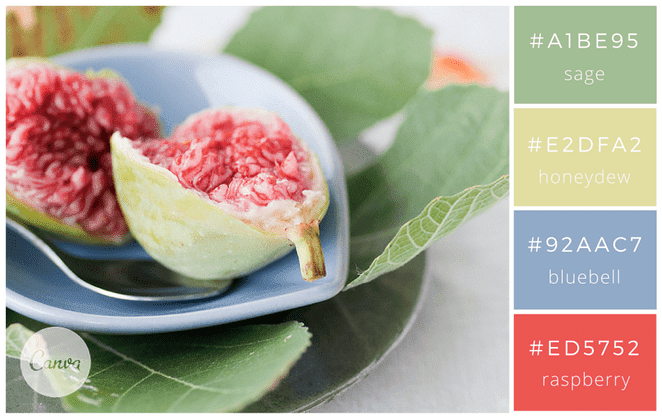 #A1BE95
sage
#E2DFA2
honeydew
#92AAC7
bluebell
#ED5752
raspberry
Canva